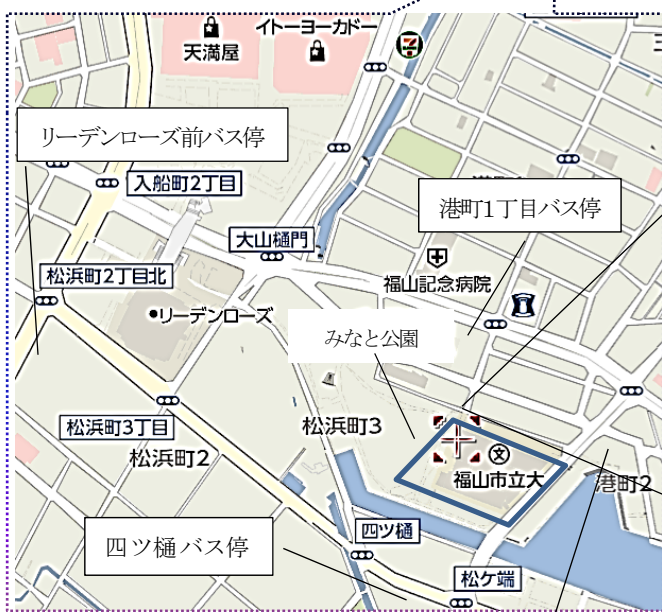 イトーヨーカドー
天満屋
リーデンローズ前バス停
入船町2丁目
港町1丁目バス停
大山樋門
福山記念病院
松浜町2丁目北
リーデンローズ
みなと公園
松浜町3丁目
松浜町3
松浜町2
福山市立大
港町2
四ツ樋
四ツ樋バス停
松ケ端